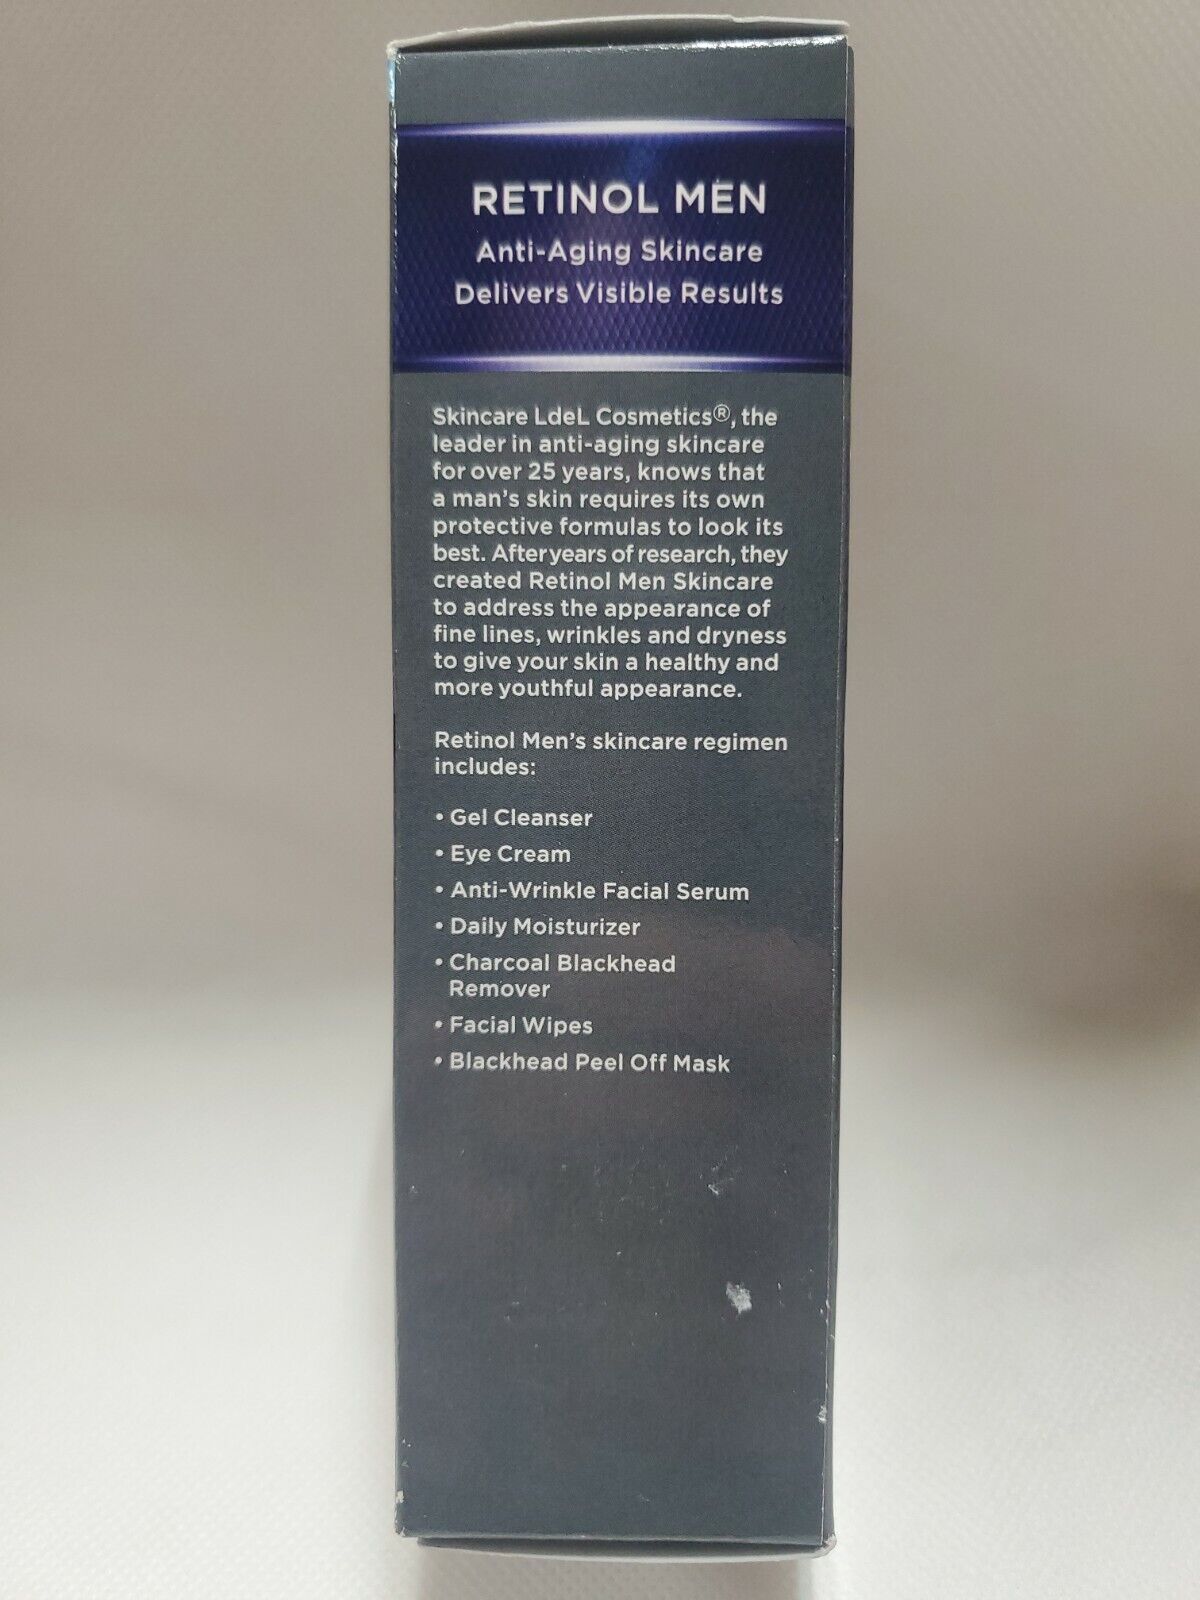 RETINOL MEN
Anti-Aging Skincare
Delivers Visible Results
Skincare LdeL Cosmetics®, the
leader in anti-aging skincare
for over 25 years, knows that
a man's skin requires its own
protective formulas to look its
best. After years of research, they
created Retinol Men Skincare
to address the appearance of
fine lines, wrinkles and dryness
to give your skin a healthy and
more youthful appearance.
Retinol Men's skincare regimen
includes:
• Gel Cleanser
• Eye Cream
• Anti-Wrinkle Facial Serum
• Daily Moisturizer
• Charcoal Blackhead
Remover
• Facial Wipes
• Blackhead Peel Off Mask